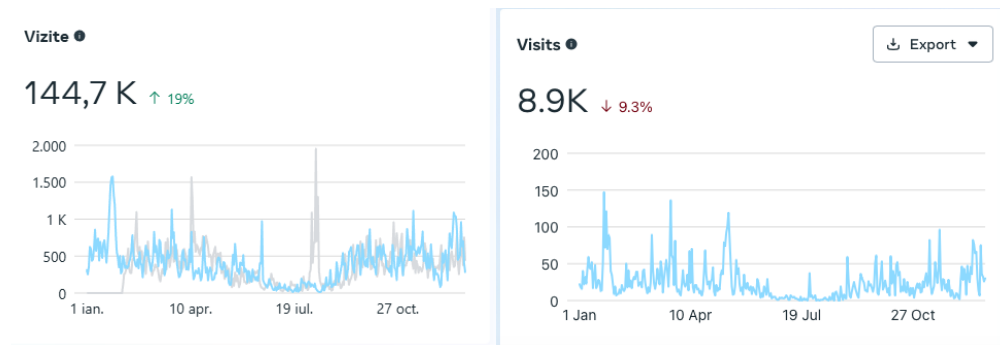 Vizite
144,7 K ↑ 19%
2.000
1.500
1 K
500
0
1 ian. 10 apr. 19 iul. 27 oct.
Visits
Export
8.9K ↓ 9.3%
200
150
100
50
0
1 Jan 10 Apr 19 Jul 27 Oct